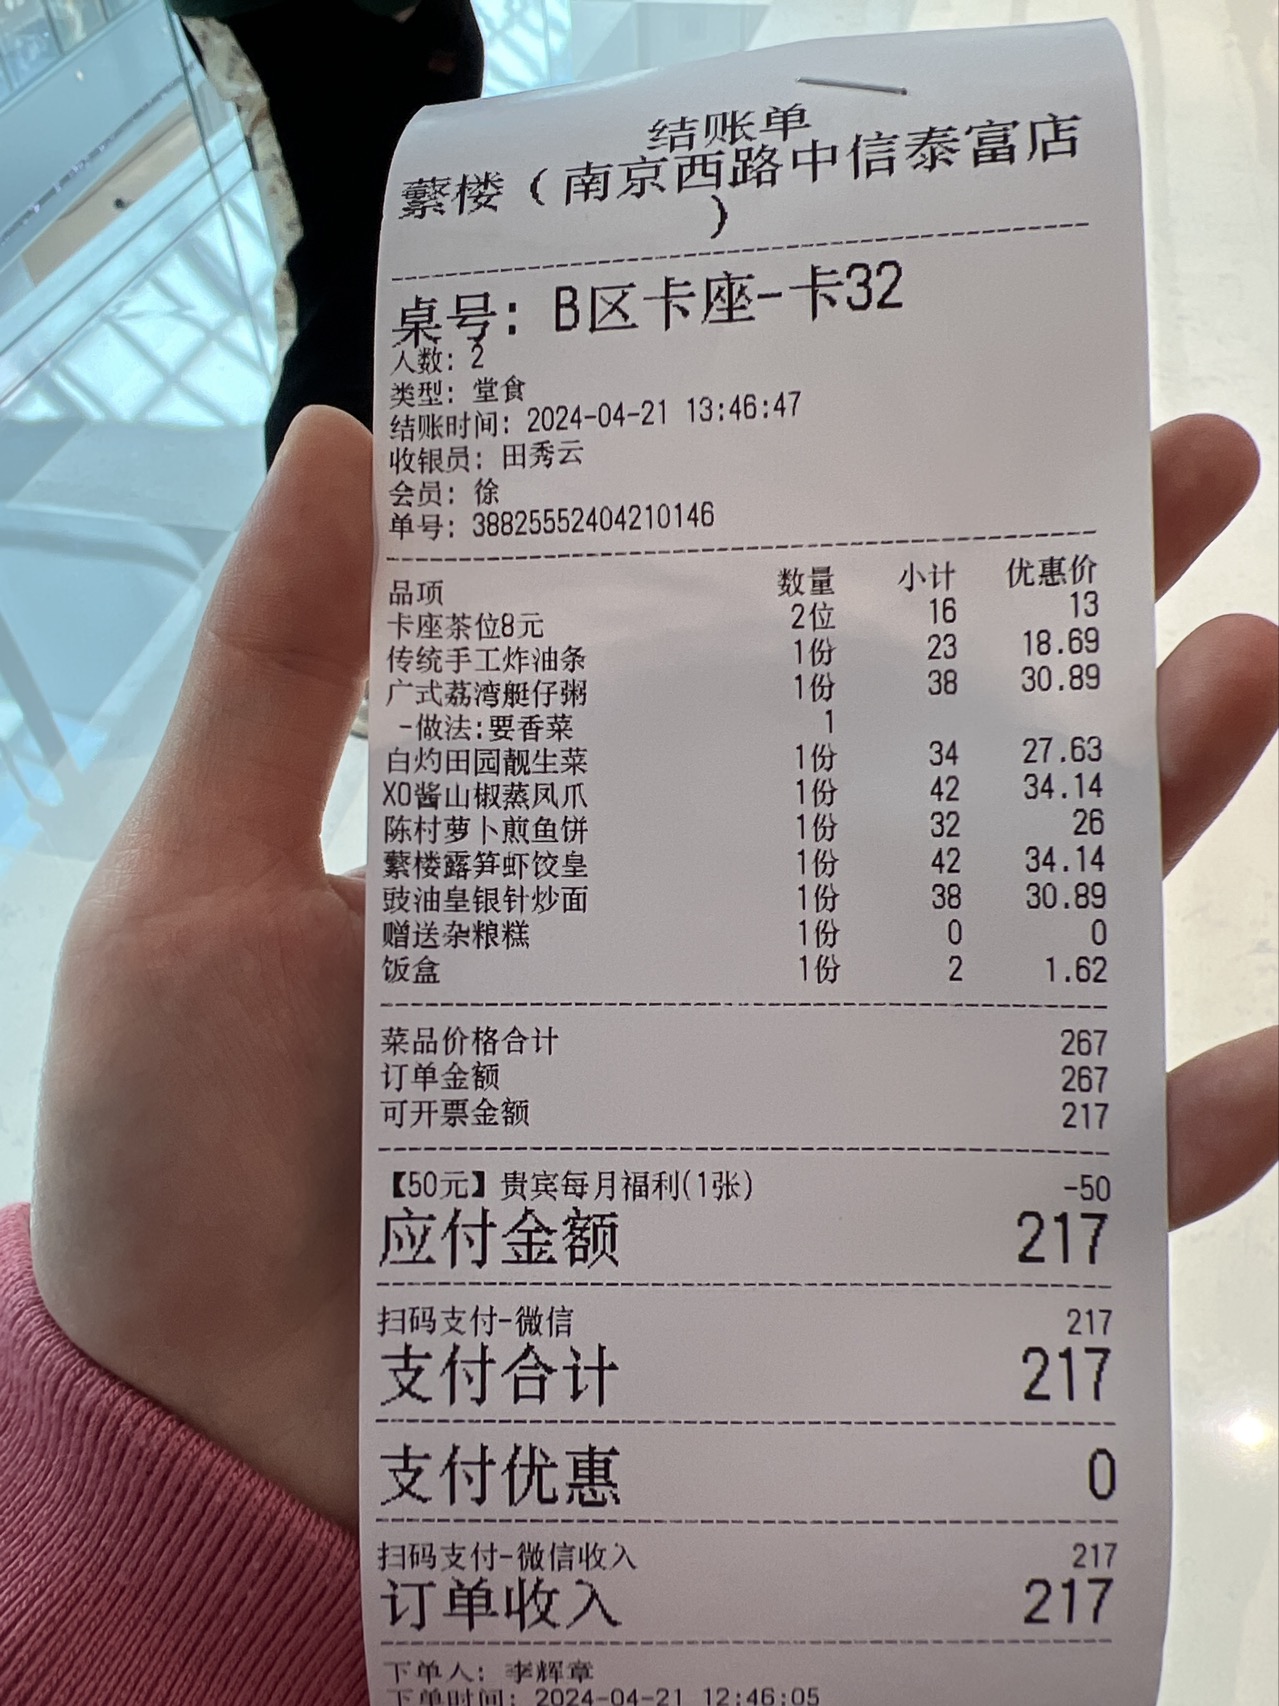 结账单
蘩楼（南京西路中信泰富店
）
桌号: B区卡座-卡32
人数: 2
类型: 堂食
结账时间: 2024-04-21 13:46:47
收银员: 田秀云
会员: 徐
单号: 38825552404210146
品项 数量 小计 优惠价
卡座茶位8元 2位 16 13
传统手工炸油条 1份 23 18.69
广式荔湾艇仔粥 1份 38 30.89
-做法:要香菜 1
白灼田园靓生菜 1份 34 27.63
XO酱山椒蒸凤爪 1份 42 34.14
陈村萝卜煎鱼饼 1份 32 26
蘩楼露笋虾饺皇 1份 42 34.14
豉油皇银针炒面 1份 38 30.89
赠送杂粮糕 1份 0 0
饭盒 1份 2 1.62
菜品价格合计 267
订单金额 267
可开票金额 217
【50元】贵宾每月福利(1张) -50
应付金额 217
扫码支付-微信 217
支付合计 217
支付优惠 0
扫码支付-微信收入 217
订单收入 217
下单人: 李辉章
下单时间: 2024-04-21 12:46:05